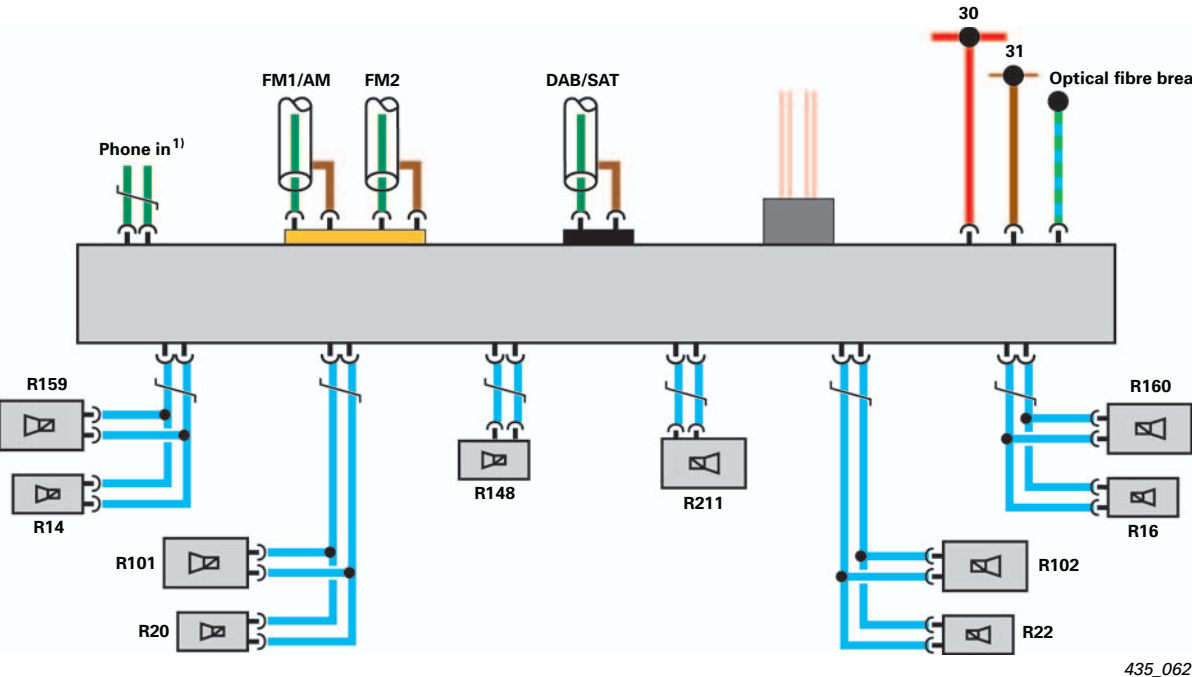 30
31
FM1/AM
FM2
DAB/SAT
Optical fibre brea
Phone in1)
R159
R160
R148
R211
R14
R16
R101
R102
R20
R22
435_062